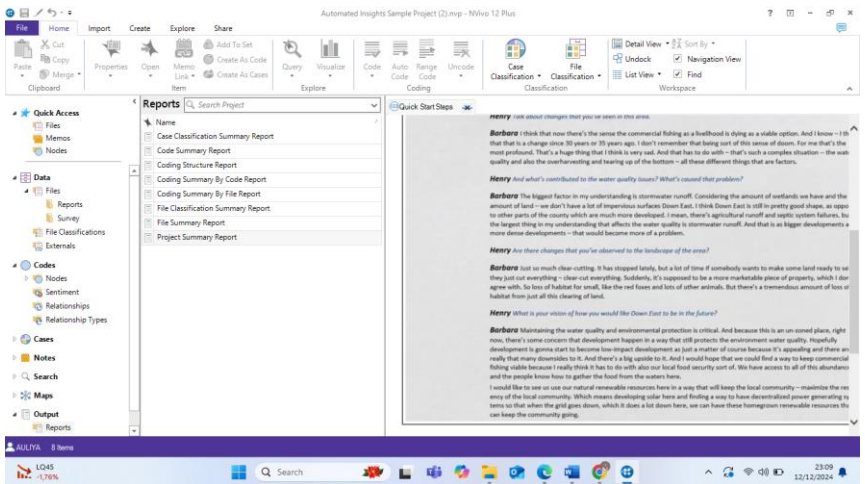 Automated Insights Sample Project (2).nvp - NVivo 12 Plus
File Home Import Create Explore Share
Paste
Cut
Copy
Merge
Clipboard
Properties
Open
Memo Link
Add To Set
Create As Code
Create As Cases
Item
Query
Visualize
Explore
Code
Auto Code
Range Code
Uncode
Coding
Case Classification
File Classification
Classification
Detail View
Sort By
Undock
Navigation View
List View
Find
Workspace
Quick Access
Files
Memos
Nodes
Data
Files
Reports
Survey
File Classifications
Externals
Codes
Nodes
Sentiment
Relationships
Relationship Types
Cases
Notes
Search
Maps
Output
Reports
Reports Search Project
Name
Case Classification Summary Report
Code Summary Report
Coding Structure Report
Coding Summary By Code Report
Coding Summary By File Report
File Classification Summary Report
File Summary Report
Project Summary Report
Quick Start Steps
Henry Talk about changes that you've seen in this area.
Barbara I think that now there's the sense the commercial fishing as a livelihood is dying as a viable option. And I know – I th
that that is a change since 30 years or 35 years ago. I don't remember that being sort of this sense of doom. For me that's the
most profound. That's a huge thing that I think is very sad. And that has to do with – that's such a complex situation – the wat
quality and also the overharvesting and tearing up of the bottom – all these different things that are factors.
Henry And what's contributed to the water quality issues? What's caused that problem?
Barbara The biggest factor in my understanding is stormwater runoff. Considering the amount of wetlands we have and the
amount of land – we don't have a lot of impervious surfaces Down East. I think Down East is still in pretty good shape, as oppo
to other parts of the county which are much more developed. I mean, there's agricultural runoff and septic system failures, bu
the largest thing in my understanding that affects the water quality is stormwater runoff. And that is as bigger developments a
more dense developments – that would become more of a problem.
Henry Are there changes that you've observed to the landscape of the area?
Barbara Just so much clear-cutting. It has stopped lately, but a lot of time if somebody wants to make some land ready to se
they just cut everything – clear-cut everything. Suddenly, it's supposed to be a more marketable piece of property, which I don
agree with. So loss of habitat for small, like the red foxes and lots of other animals. But there's a tremendous amount of loss of
habitat from just all this clearing of land.
Henry What is your vision of how you would like Down East to be in the future?
Barbara Maintaining the water quality and environmental protection is critical. And because this is an un-zoned place, right
now, there's some concern that development happen in a way that still protects the environment water quality. Hopefully
development is gonna start to become low-impact development as just a matter of course because it's appealing and there are
really that many downsides to it. And there's a big upside to it. And I would hope that we could find a way to keep commercial
fishing viable because I really think it has to do with also our local food security sort of. We have access to all of this abundanc
and the people know how to gather the food from the waters here.
I would like to see us use our natural renewable resources here in a way that will keep the local community – maximize the res
ency of the local community. Which means developing solar here and finding a way to have decentralized power generating sy
tems so that when the grid goes down, which it does a lot down here, we can have these homegrown renewable resources tha
can keep the community going.
AULIYA 8 Items
LQ45
-1,76%
Search
23:09
12/12/2024